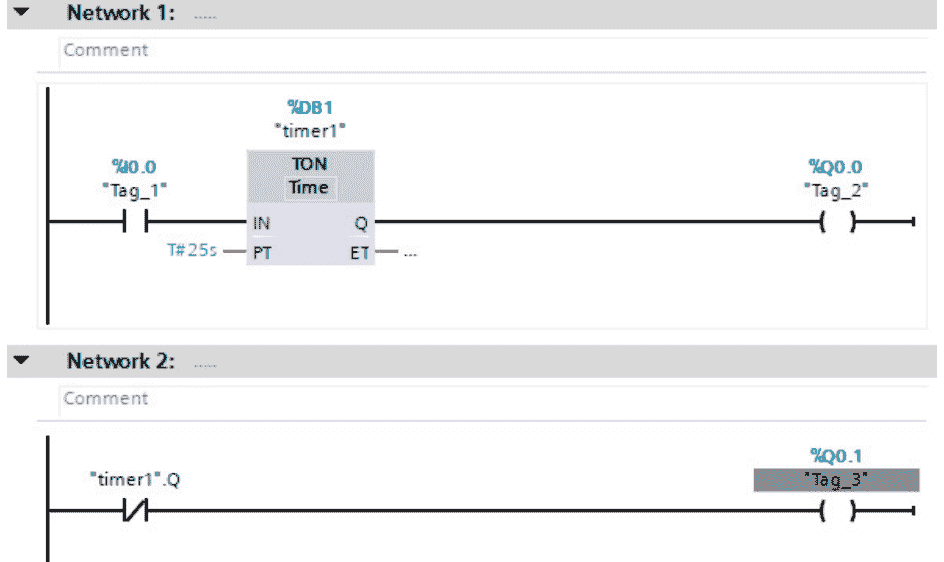 Network 1: .....
Comment
%DB1
"timer1"
TON
Time
%I0.0
"Tag_1"
%Q0.0
"Tag_2"
IN
Q
T#25s
PT
ET
...
Network 2: .....
Comment
"timer1".Q
%Q0.1
"Tag_3"